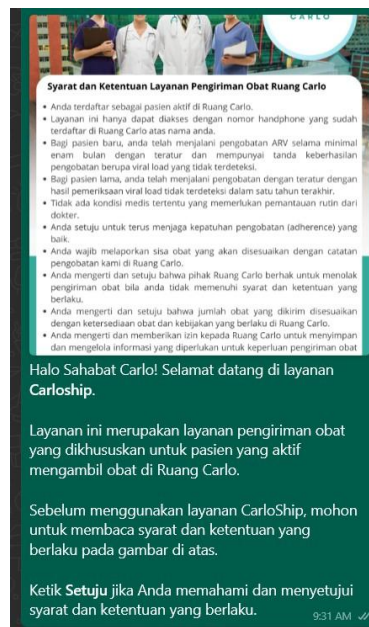 CARLO
Syarat dan Ketentuan Layanan Pengiriman Obat Ruang Carlo
• Anda terdaftar sebagai pasien aktif di Ruang Carlo.
• Layanan ini hanya dapat diakses dengan nomor handphone yang sudah
terdaftar di Ruang Carlo atas nama anda.
• Bagi pasien baru, anda telah menjalani pengobatan ARV selama minimal
enam bulan dengan teratur dan mempunyai tanda keberhasilan
pengobatan berupa viral load yang tidak terdeteksi.
• Bagi pasien lama, anda telah menjalani pengobatan dengan teratur dengan
hasil pemeriksaan viral load tidak terdeteksi dalam satu tahun terakhir.
• Tidak ada kondisi medis tertentu yang memerlukan pemantauan rutin dari
dokter.
• Anda setuju untuk terus menjaga kepatuhan pengobatan (adherence) yang
baik.
• Anda wajib melaporkan sisa obat yang akan disesuaikan dengan catatan
pengobatan kami di Ruang Carlo.
• Anda mengerti dan setuju bahwa pihak Ruang Carlo berhak untuk menolak
pengiriman obat bila anda tidak memenuhi syarat dan ketentuan yang
berlaku.
• Anda mengerti dan setuju bahwa jumlah obat yang dikirim disesuaikan
dengan ketersediaan obat dan kebijakan yang berlaku di Ruang Carlo.
• Anda mengerti dan memberikan izin kepada Ruang Carlo untuk menyimpan
dan mengelola informasi yang diperlukan untuk keperluan pengiriman obat
Halo Sahabat Carlo! Selamat datang di layanan
Carloship.
Layanan ini merupakan layanan pengiriman obat
yang dikhususkan untuk pasien yang aktif
mengambil obat di Ruang Carlo.
Sebelum menggunakan layanan CarloShip, mohon
untuk membaca syarat dan ketentuan yang
berlaku pada gambar di atas.
Ketik Setuju jika Anda memahami dan menyetujui
syarat dan ketentuan yang berlaku.
9:31 AM